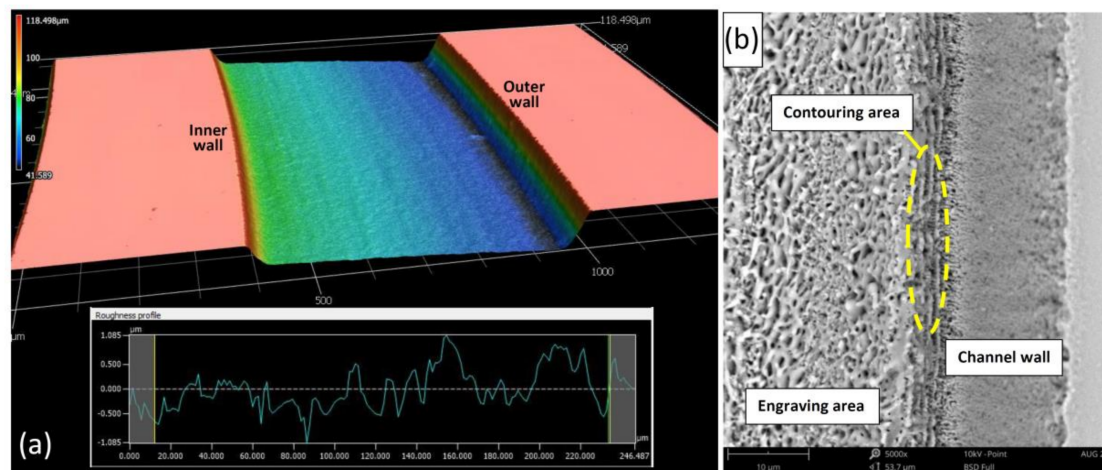 (a)
118.498µm
100
80
60
41.589
118.498µm
Inner
wall
Outer
wall
500
1000
µm
Roughness profile
µm
1.085
0.500
0.000
-0.500
-1.085
0.000 20.000 40.000 60.000 80.000 100.000 120.000 140.000 160.000 180.000 200.000 220.000 246.487
µm
(b)
Contouring area
Channel wall
Engraving area
10 µm
5000x
53.7 µm
10kV -Point
BSD Full
AUG 2